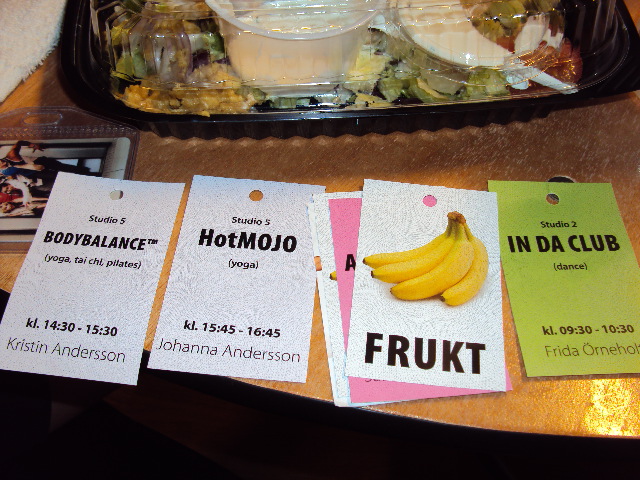 Studio 5
BODYBALANCE™
(yoga, tai chi, pilates)
kl. 14:30 - 15:30
Kristin Andersson
Studio 5
HotMOJO
(yoga)
kl. 15:45 - 16:45
Johanna Andersson
A
FRUKT
Studio 2
IN DA CLUB
(dance)
kl. 09:30 - 10:30
Frida